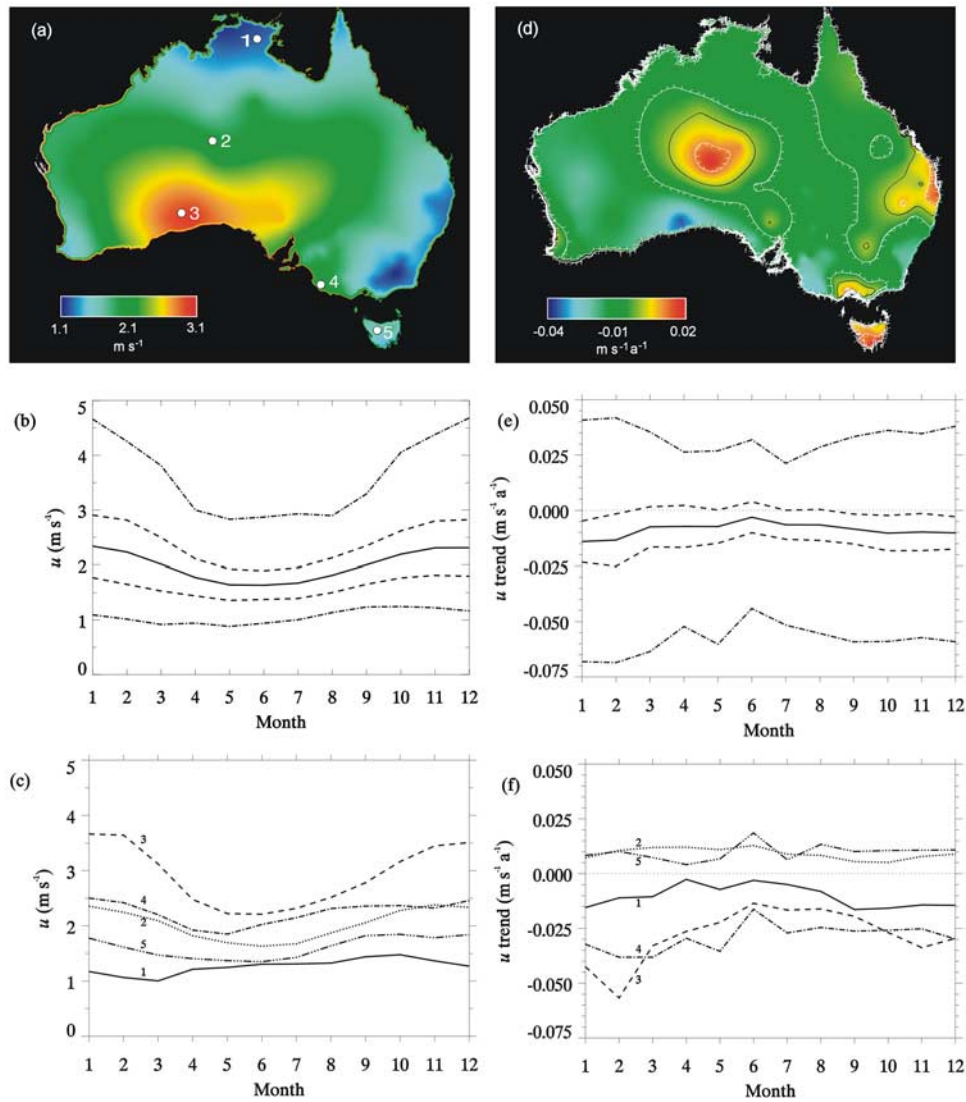 (a)
1
2
3
4
5
1.1 2.1 3.1
m s⁻¹
(d)
-0.04 -0.01 0.02
m s⁻¹a⁻¹
(b)
u (m s⁻¹)
5
4
3
2
1
0
1 2 3 4 5 6 7 8 9 10 11 12
Month
(e)
u trend (m s⁻¹ a⁻¹)
0.050
0.025
0.000
-0.025
-0.050
-0.075
1 2 3 4 5 6 7 8 9 10 11 12
Month
(c)
u (m s⁻¹)
5
4
3
2
1
0
3
4
2
5
1
1 2 3 4 5 6 7 8 9 10 11 12
Month
(f)
u trend (m s⁻¹ a⁻¹)
0.050
0.025
0.000
-0.025
-0.050
-0.075
2
5
1
4
3
1 2 3 4 5 6 7 8 9 10 11 12
Month